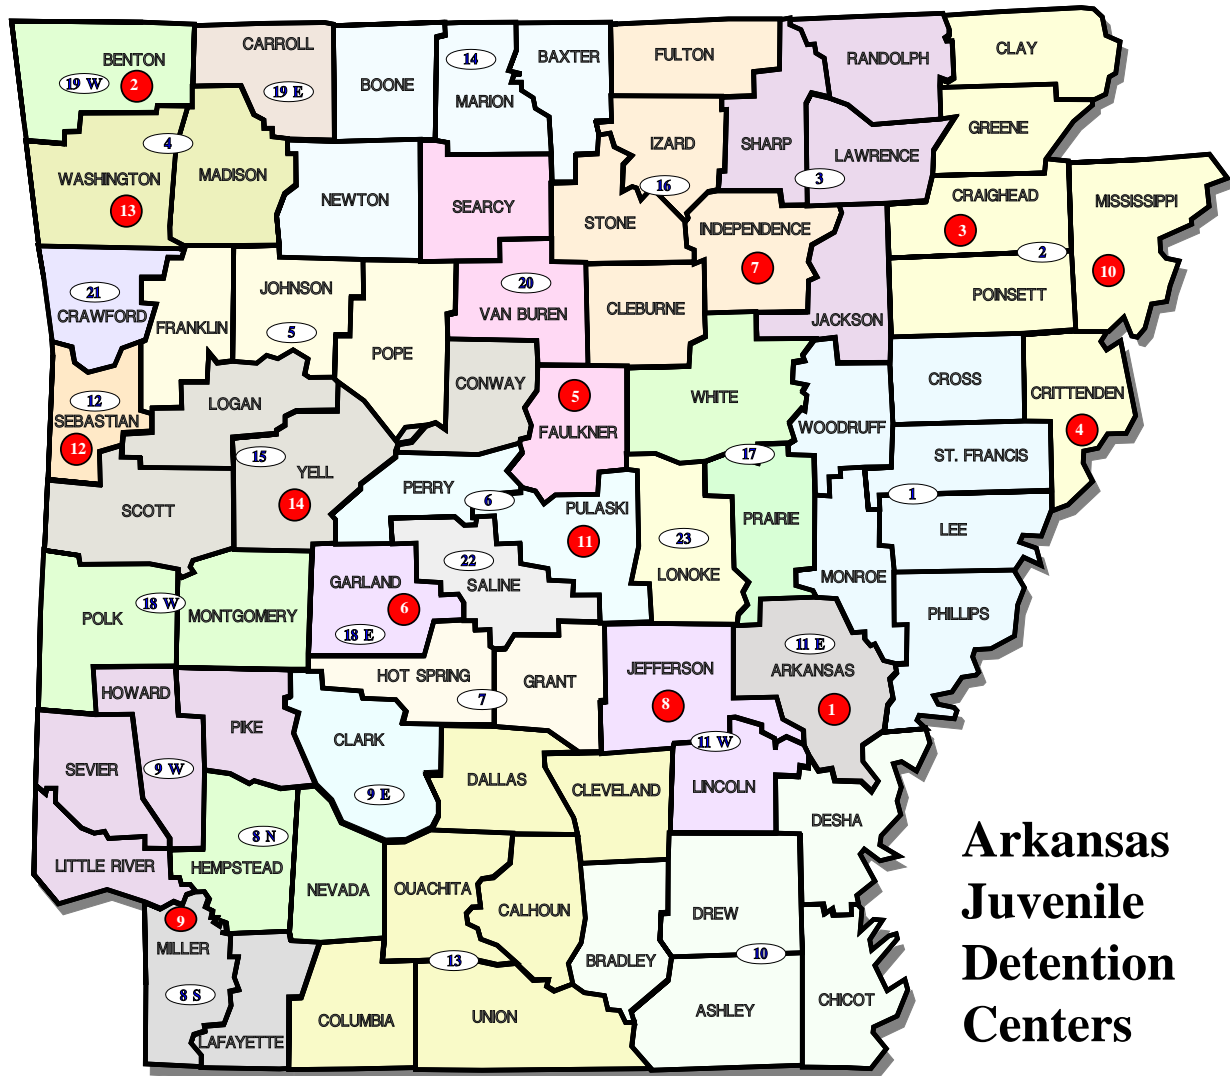 CARROLL
CLAY
BENTON
14
BAXTER
FULTON
RANDOLPH
19 W
2
19 E
BOONE
MARION
GREENE
4
IZARD
SHARP
LAWRENCE
WASHINGTON
MADISON
16
3
13
NEWTON
SEARCY
STONE
CRAIGHEAD
MISSISSIPPI
INDEPENDENCE
3
2
7
10
21
JOHNSON
20
POINSETT
CRAWFORD
FRANKLIN
5
VAN BUREN
CLEBURNE
JACKSON
POPE
CONWAY
CROSS
12
LOGAN
5
WHITE
CRITTENDEN
SEBASTIAN
FAULKNER
WOODRUFF
4
12
15
YELL
17
ST. FRANCIS
PERRY
6
1
SCOTT
14
PULASKI
PRAIRIE
LEE
11
23
22
LONOKE
GARLAND
SALINE
MONROE
18 W
6
POLK
MONTGOMERY
PHILLIPS
18 E
11 E
HOT SPRING
GRANT
JEFFERSON
ARKANSAS
HOWARD
7
8
1
PIKE
CLARK
11 W
SEVIER
9 W
DALLAS
CLEVELAND
LINCOLN
9 E
DESHA
8 N
LITTLE RIVER
HEMPSTEAD
NEVADA
OUACHITA
CALHOUN
DREW
9
MILLER
13
BRADLEY
10
8 S
CHICOT
LAFAYETTE
COLUMBIA
UNION
ASHLEY
Arkansas
Juvenile
Detention
Centers